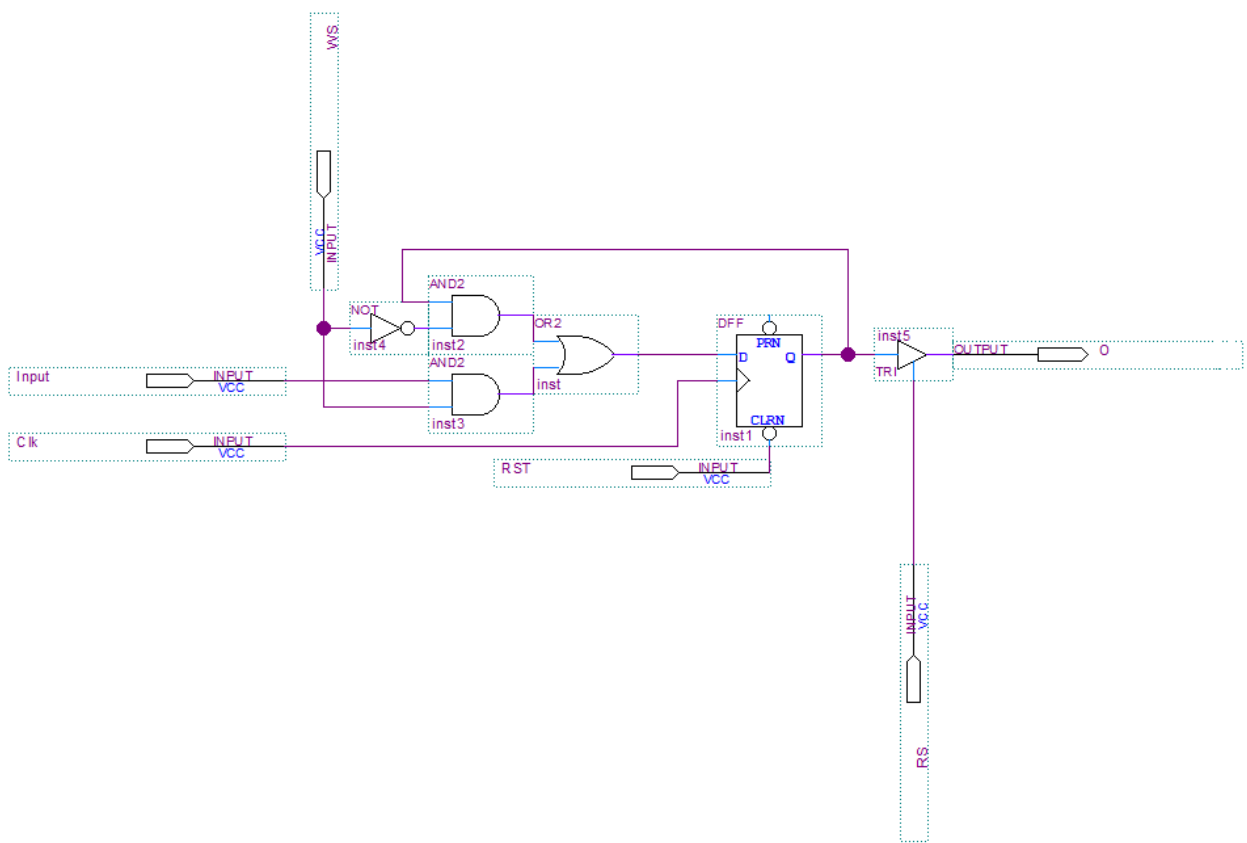 WS
VCC
INPUT
AND2
NOT
inst4
inst2
OR2
DFF
PRN
inst5
D
Q
OUTPUT
O
TRI
AND2
inst
Input
INPUT
VCC
inst3
CLRN
inst1
Clk
INPUT
VCC
RST
INPUT
VCC
INPUT
VCC
RS